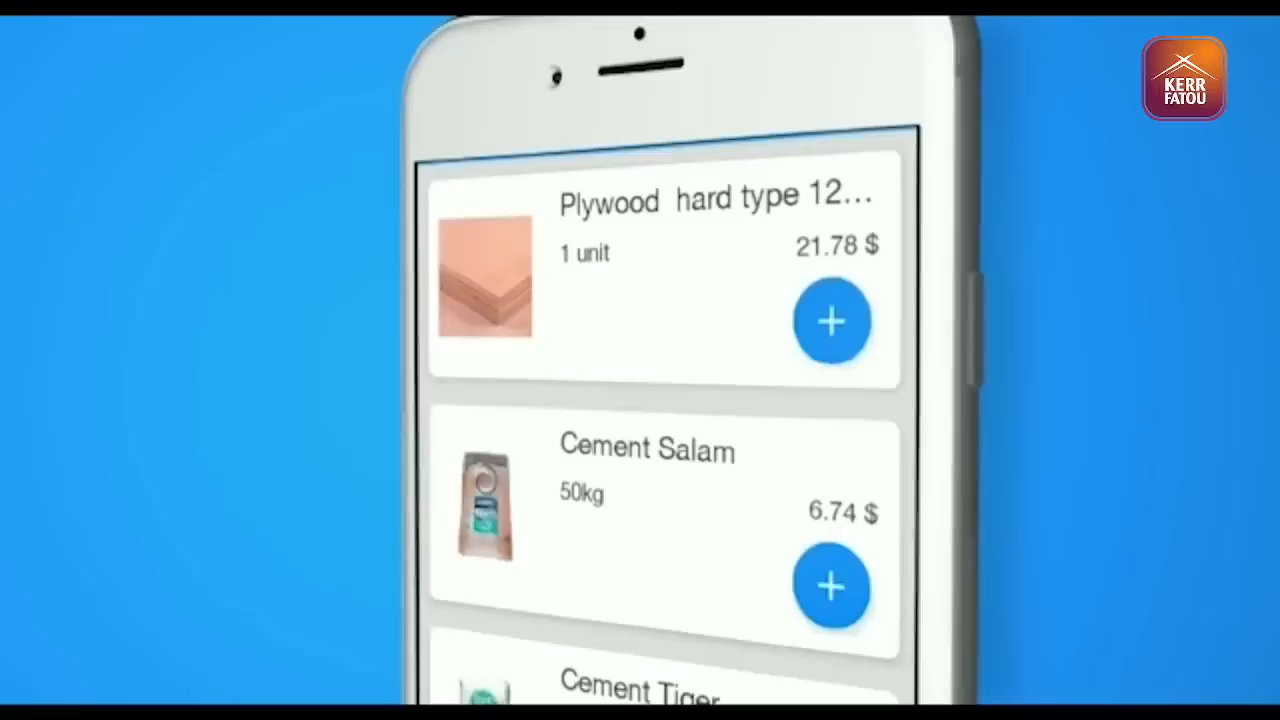 KERR
FATOU
Plywood hard type 12...
1 unit
21.78 $
+
Cement Salam
50kg
6.74 $
+
Cement Tiger